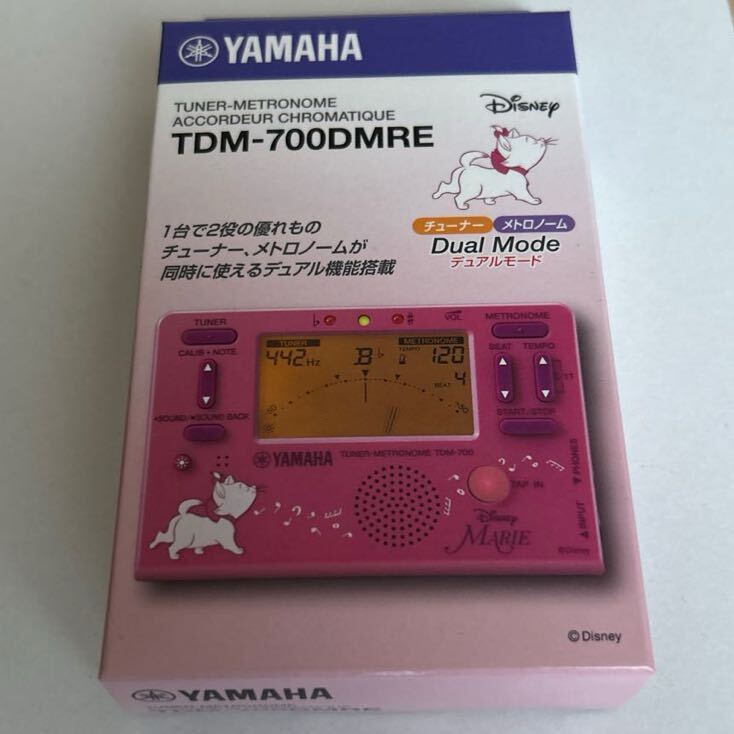 YAMAHA
TUNER-METRONOME
ACCORDEUR CHROMATIQUE
TDM-700DMRE
Disney
チューナー メトロノーム
Dual Mode
デュアルモード
1台で2役の優れもの
チューナー、メトロノームが
同時に使えるデュアル機能搭載
TUNER
CALIB • NOTE
SOUND/ SOUND BACK
♭ ♯
VOL
METRONOME
BEAT TEMPO
START/STOP
TUNER
442Hz
B♭
METRONOME
TEMPO 120
BEAT 4
YAMAHA TUNER-METRONOME TDM-700
TAP IN
PHONES
INPUT
Disney
MARIE
©Disney
©Disney
YAMAHA